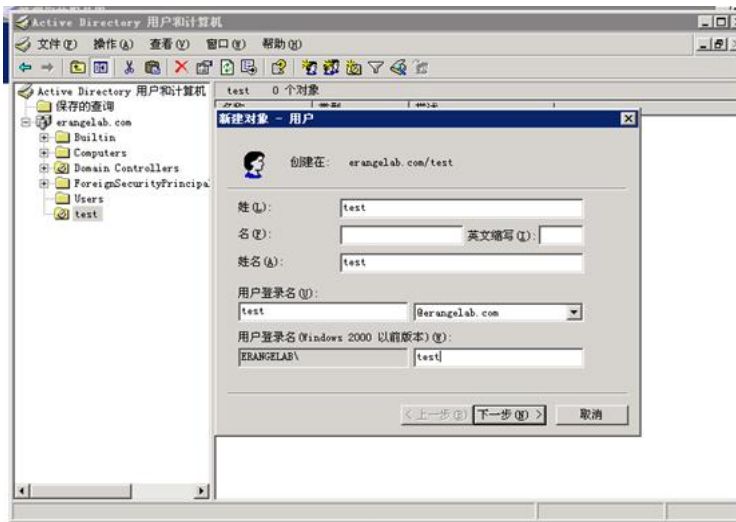 Active Directory 用户和计算机
文件(F) 操作(A) 查看(V) 窗口(W) 帮助(H)
Active Directory 用户和计算机
test 0 个对象
保存的查询
erangelab.com
Builtin
Computers
Domain Controllers
ForeignSecurityPrincipa
Users
test
新建对象 - 用户
创建在: erangelab.com/test
姓(L): test
名(F): 英文缩写(I):
姓名(A): test
用户登录名(U):
test @erangelab.com
用户登录名(Windows 2000 以前版本)(W):
ERANGELAB\ test
< 上一步(B) 下一步(N) > 取消